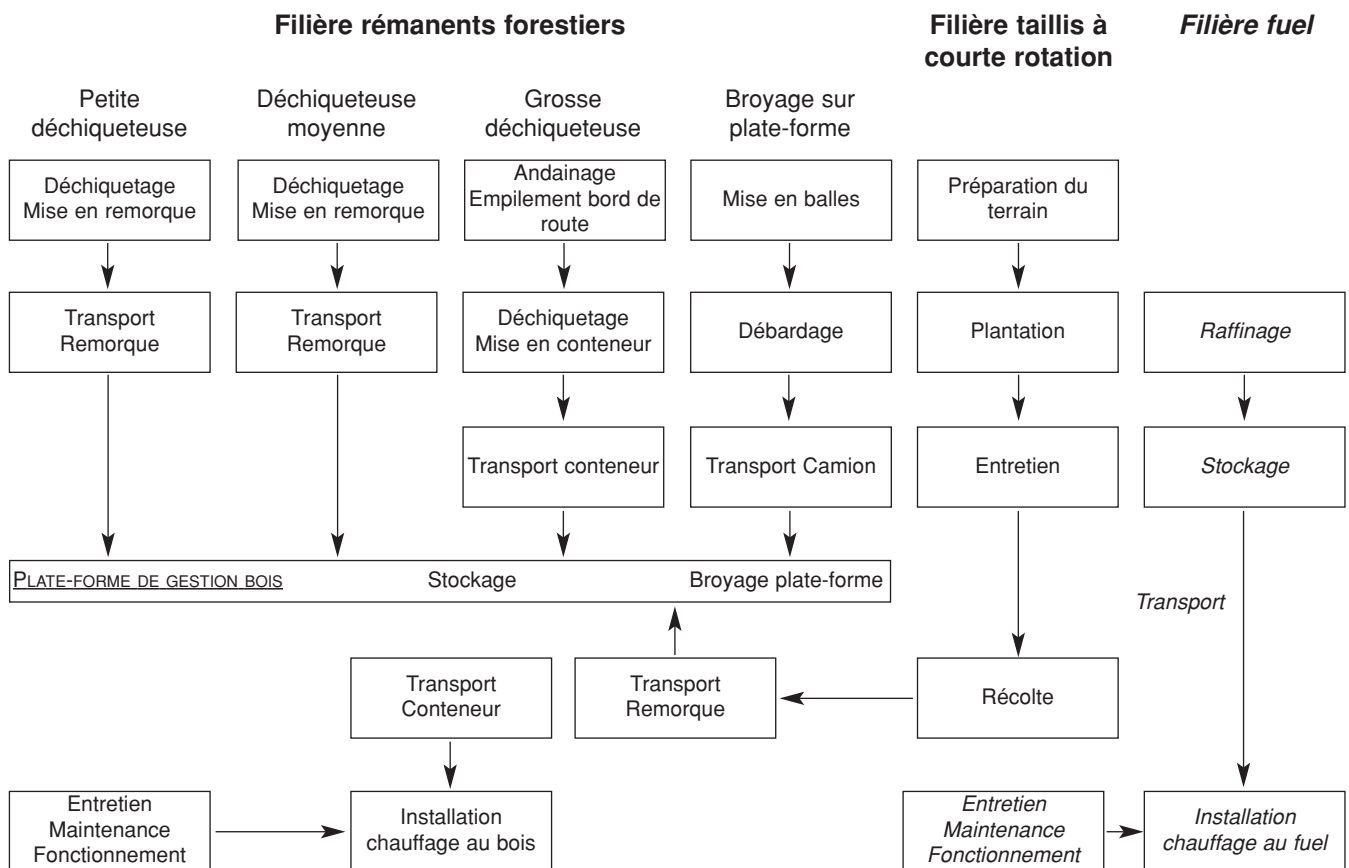 Filière rémanents forestiers
Filière taillis à
courte rotation
Filière fuel
Petite
déchiqueteuse
Déchiqueteuse
moyenne
Grosse
déchiqueteuse
Broyage sur
plate-forme
Déchiquetage
Mise en remorque
Déchiquetage
Mise en remorque
Andainage
Empilement bord de
route
Mise en balles
Préparation du
terrain
Transport
Remorque
Transport
Remorque
Déchiquetage
Mise en conteneur
Débardage
Plantation
Raffinage
Transport conteneur
Transport Camion
Entretien
Stockage
PLATE-FORME DE GESTION BOIS
Stockage
Broyage plate-forme
Transport
Transport
Conteneur
Transport
Remorque
Récolte
Entretien
Maintenance
Fonctionnement
Installation
chauffage au bois
Entretien
Maintenance
Fonctionnement
Installation
chauffage au fuel